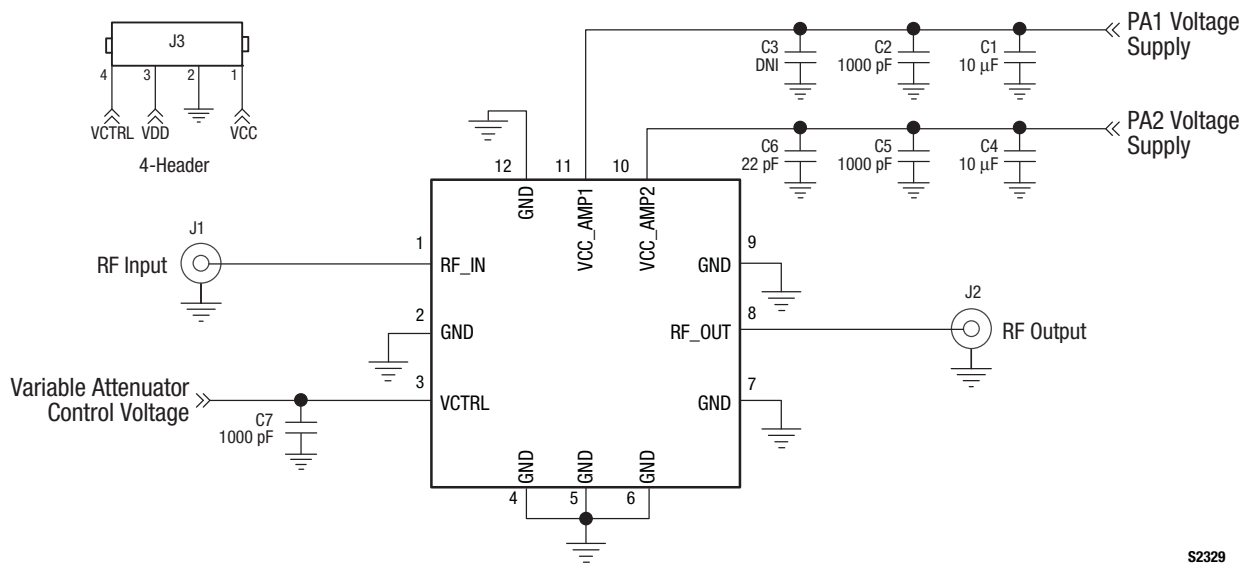 J3
4 3 2 1
VCTRL VDD VCC
4-Header
C3
DNI
C2
1000 pF
C1
10 μF
PA1 Voltage
Supply
C6
22 pF
C5
1000 pF
C4
10 μF
PA2 Voltage
Supply
12 11 10
GND
VCC_AMP1
VCC_AMP2
J1
RF Input
1
RF_IN
2
GND
Variable Attenuator
Control Voltage
3
VCTRL
C7
1000 pF
9
GND
8
RF_OUT
J2
RF Output
7
GND
GND
GND
GND
4 5 6
S2329